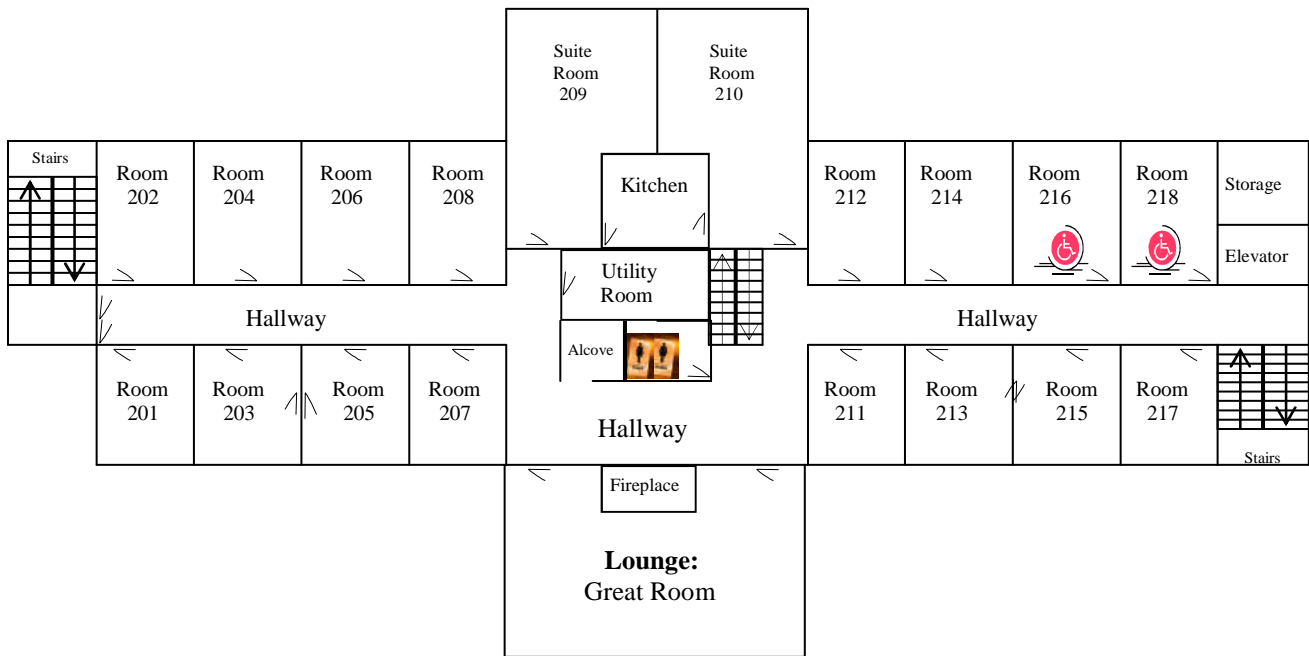 Suite
Room
209
Suite
Room
210
Stairs
Room
202
Room
204
Room
206
Room
208
Kitchen
Room
212
Room
214
Room
216
Room
218
Storage
Elevator
Utility
Room
Hallway
Hallway
Alcove
Room
201
Room
203
Room
205
Room
207
Hallway
Room
211
Room
213
Room
215
Room
217
Stairs
Fireplace
Lounge:
Great Room